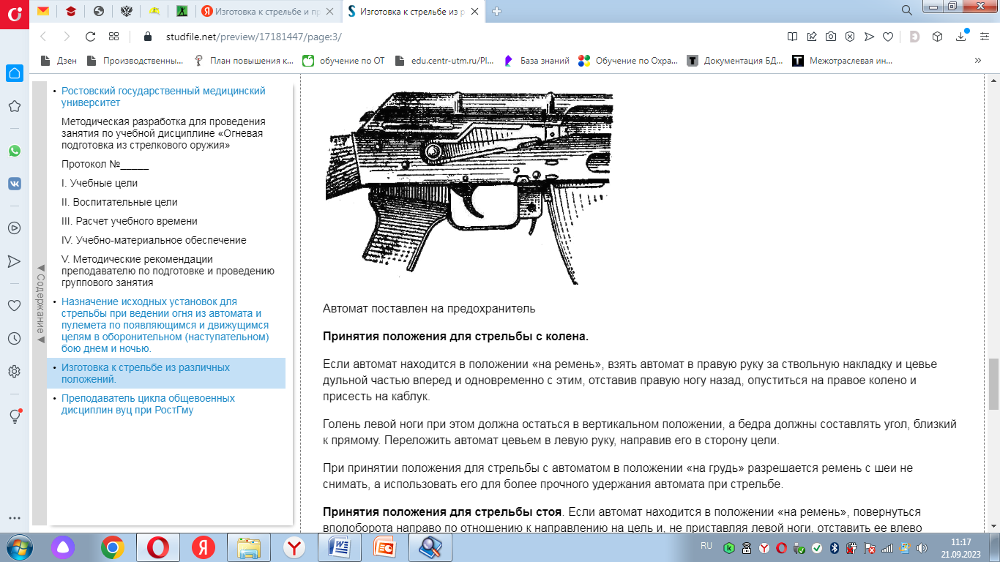 Изготовка к стрельбе и пр
Изготовка к стрельбе из р
studfile.net/preview/17181447/page:3/
Дзен
Производственны...
План повышения к...
обучение по ОТ
edu.centr-utm.ru/Pl...
База знаний
Обучение по Охра...
Документация БД...
Межотраслевая ин...
»
Содержание
• Ростовский государственный медицинский
университет
Методическая разработка для проведения
занятия по учебной дисциплине «Огневая
подготовка из стрелкового оружия»
Протокол №_____
I. Учебные цели
II. Воспитательные цели
III. Расчет учебного времени
IV. Учебно-материальное обеспечение
V. Методические рекомендации
преподавателю по подготовке и проведению
группового занятия
• Назначение исходных установок для
стрельбы при ведении огня из автомата и
пулемета по появляющимся и движущимся
целям в оборонительном (наступательном)
бою днем и ночью.
• Изготовка к стрельбе из различных
положений.
• Преподаватель цикла общевоенных
дисциплин вуц при РостГму
Автомат поставлен на предохранитель
Принятия положения для стрельбы с колена.
Если автомат находится в положении «на ремень», взять автомат в правую руку за ствольную накладку и цевье
дульной частью вперед и одновременно с этим, отставив правую ногу назад, опуститься на правое колено и
присесть на каблук.
Голень левой ноги при этом должна остаться в вертикальном положении, а бедра должны составлять угол, близкий
к прямому. Переложить автомат цевьем в левую руку, направив его в сторону цели.
При принятии положения для стрельбы с автоматом в положении «на грудь» разрешается ремень с шеи не
снимать, а использовать его для более прочного удержания автомата при стрельбе.
Принятия положения для стрельбы стоя. Если автомат находится в положении «на ремень», повернуться
вполоборота направо по отношению к направлению на цель и, не приставляя левой ноги, отставить ее влево
RU
11:17
21.09.2023